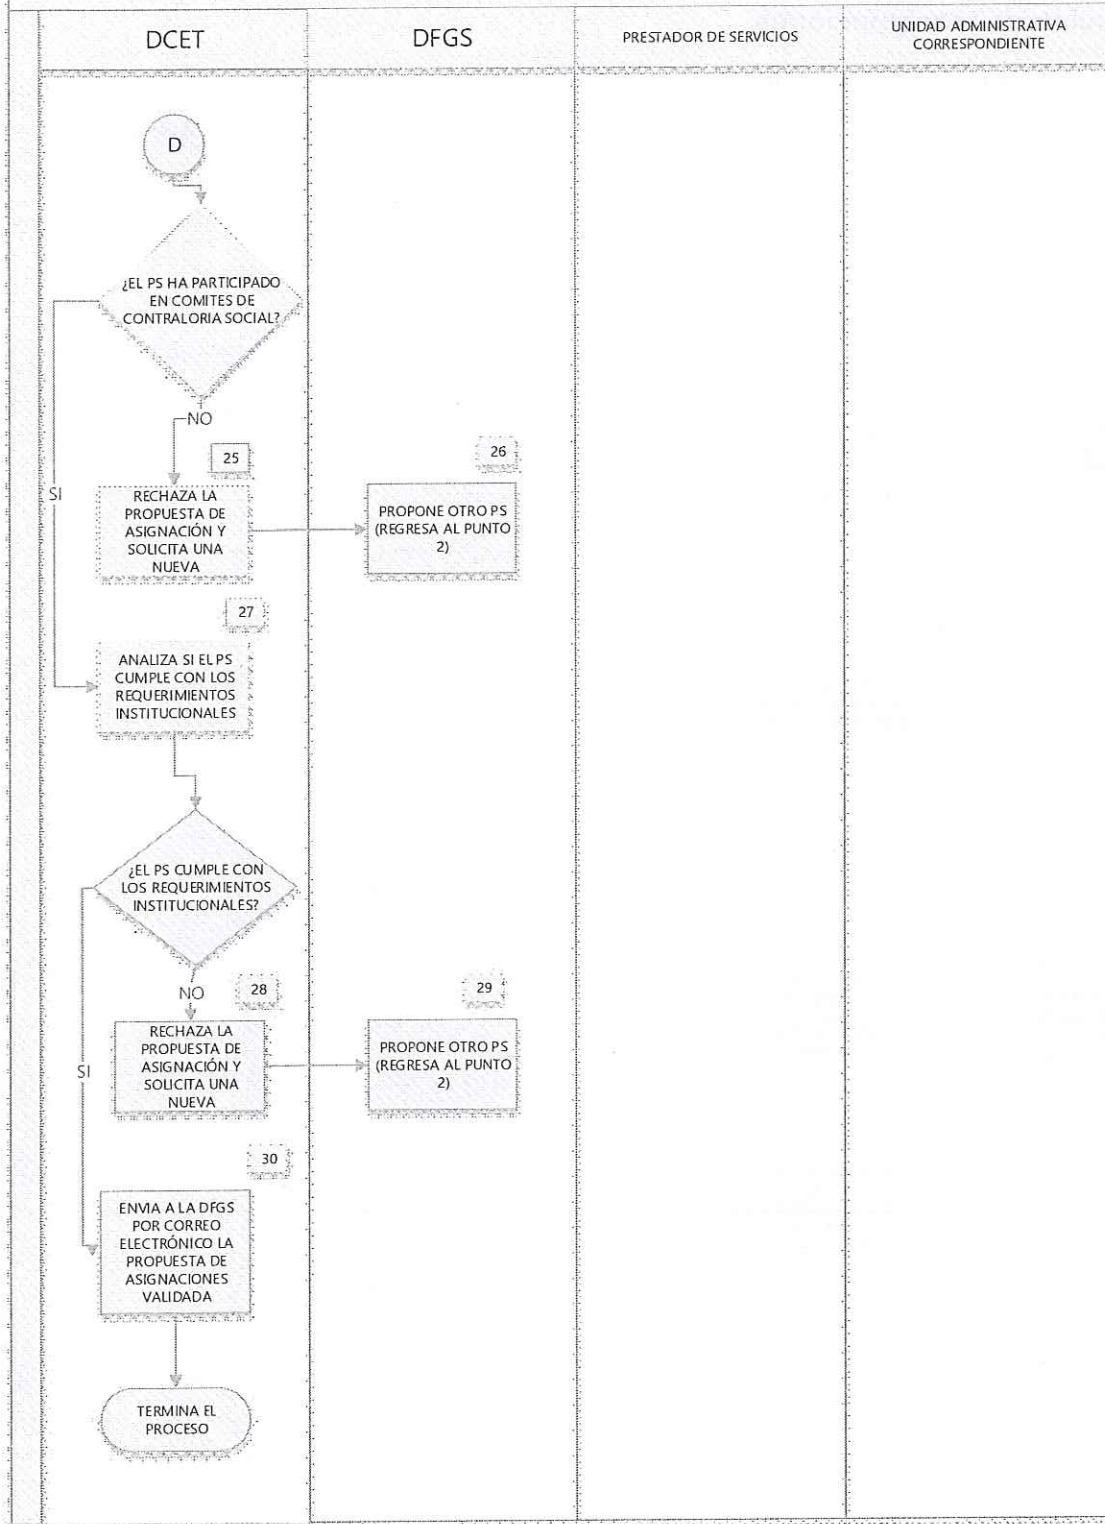 DCET
DFGS
PRESTADOR DE SERVICIOS
UNIDAD ADMINISTRATIVA
CORRESPONDIENTE
D
¿EL PS HA PARTICIPADO
EN COMITES DE
CONTRALORIA SOCIAL?
NO
SI
25
RECHAZA LA
PROPUESTA DE
ASIGNACIÓN Y
SOLICITA UNA
NUEVA
26
PROPONE OTRO PS
(REGRESA AL PUNTO
2)
27
ANALIZA SI EL PS
CUMPLE CON LOS
REQUERIMIENTOS
INSTITUCIONALES
¿EL PS CUMPLE CON
LOS REQUERIMIENTOS
INSTITUCIONALES?
NO
SI
28
RECHAZA LA
PROPUESTA DE
ASIGNACIÓN Y
SOLICITA UNA
NUEVA
29
PROPONE OTRO PS
(REGRESA AL PUNTO
2)
30
ENVIA A LA DFGS
POR CORREO
ELECTRÓNICO LA
PROPUESTA DE
ASIGNACIONES
VALIDADA
TERMINA EL
PROCESO